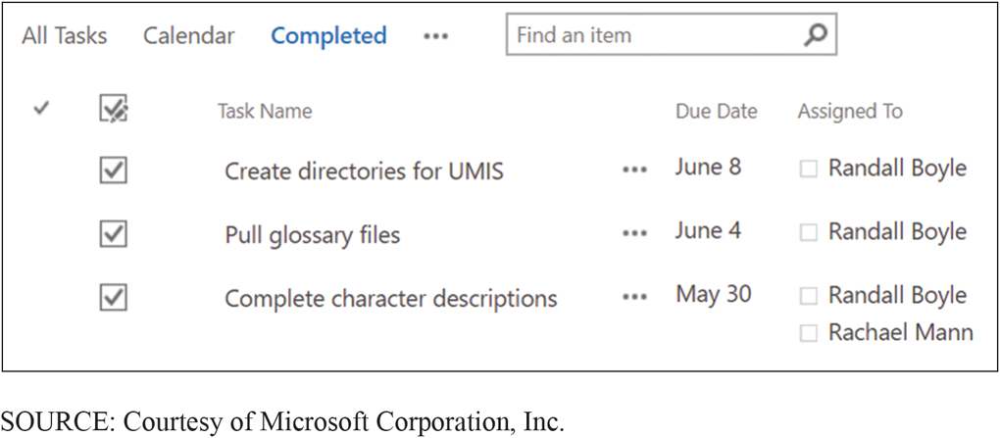 All Tasks Calendar Completed ••• Find an item
Task Name Due Date Assigned To
Create directories for UMIS ••• June 8 Randall Boyle
Pull glossary files ••• June 4 Randall Boyle
Complete character descriptions ••• May 30 Randall Boyle
Rachael Mann
SOURCE: Courtesy of Microsoft Corporation, Inc.